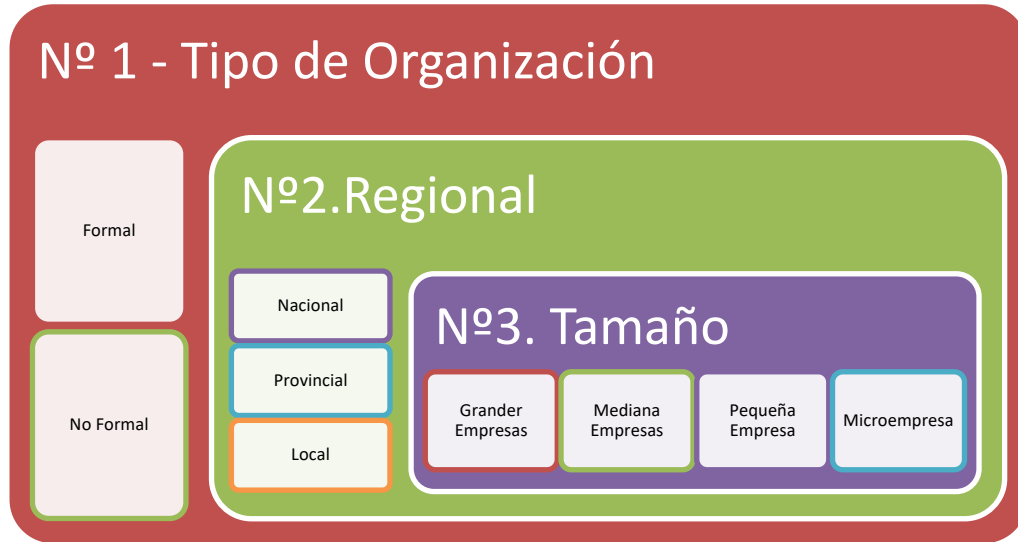 Nº 1 - Tipo de Organización
Formal
No Formal
Nº2.Regional
Nacional
Provincial
Local
Nº3. Tamaño
Grander
Empresas
Mediana
Empresas
Pequeña
Empresa
Microempresa